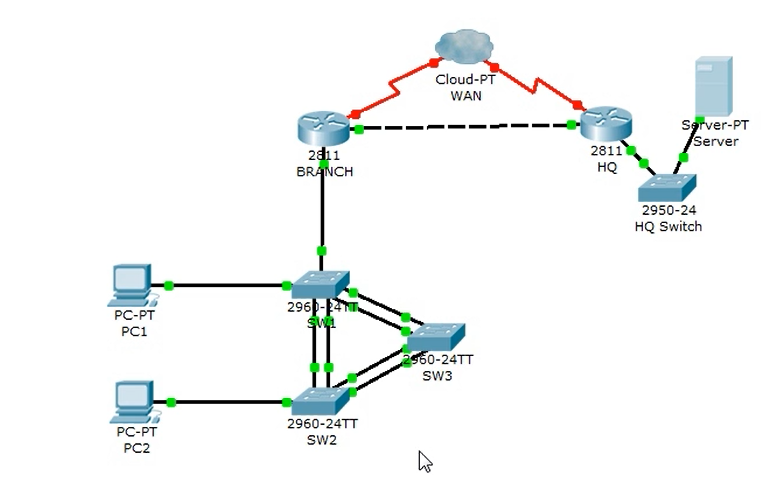 Cloud-PT
WAN
Server-PT
Server
2811
BRANCH
2811
HQ
2950-24
HQ Switch
PC-PT
PC1
2960-24TT
SW1
2960-24TT
SW3
PC-PT
PC2
2960-24TT
SW2